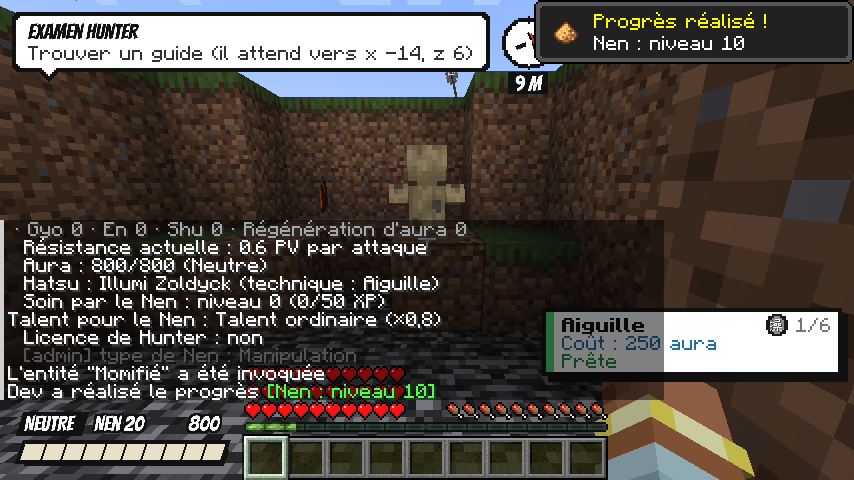 EXAMEN HUNTER
Trouver un guide (il attend vers x -14, z 6)
Progrès réalisé !
Nen : niveau 10
9 M
· Gyo 0 · En 0 · Shu 0 · Régénération d'aura 0
Résistance actuelle : 0.6 PV par attaque
Aura : 800/800 (Neutre)
Hatsu : Illumi Zoldyck (technique : Aiguille)
Soin par le Nen : niveau 0 (0/50 XP)
Talent pour le Nen : Talent ordinaire (×0,8)
Licence de Hunter : non
[admin] type de Nen : Manipulation
L'entité "Momifié" a été invoquée
Dev a réalisé le progrès [Nen : niveau 10]
Aiguille 1/6
Coût : 250 aura
Prête
NEUTRE NEN 20 800